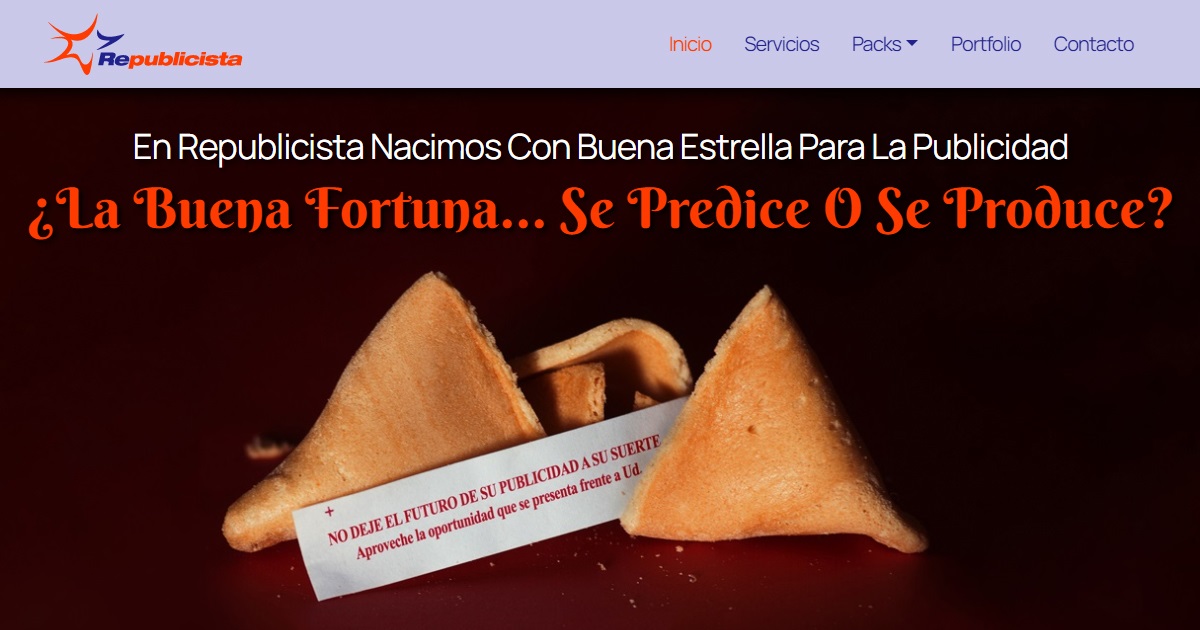 Republicista
Inicio Servicios Packs Portfolio Contacto
En Republicista Nacimos Con Buena Estrella Para La Publicidad
¿La Buena Fortuna... Se Predice O Se Produce?
+
NO DEJE EL FUTURO DE SU PUBLICIDAD A SU SUERTE
Aproveche la oportunidad que se presenta frente a Ud.